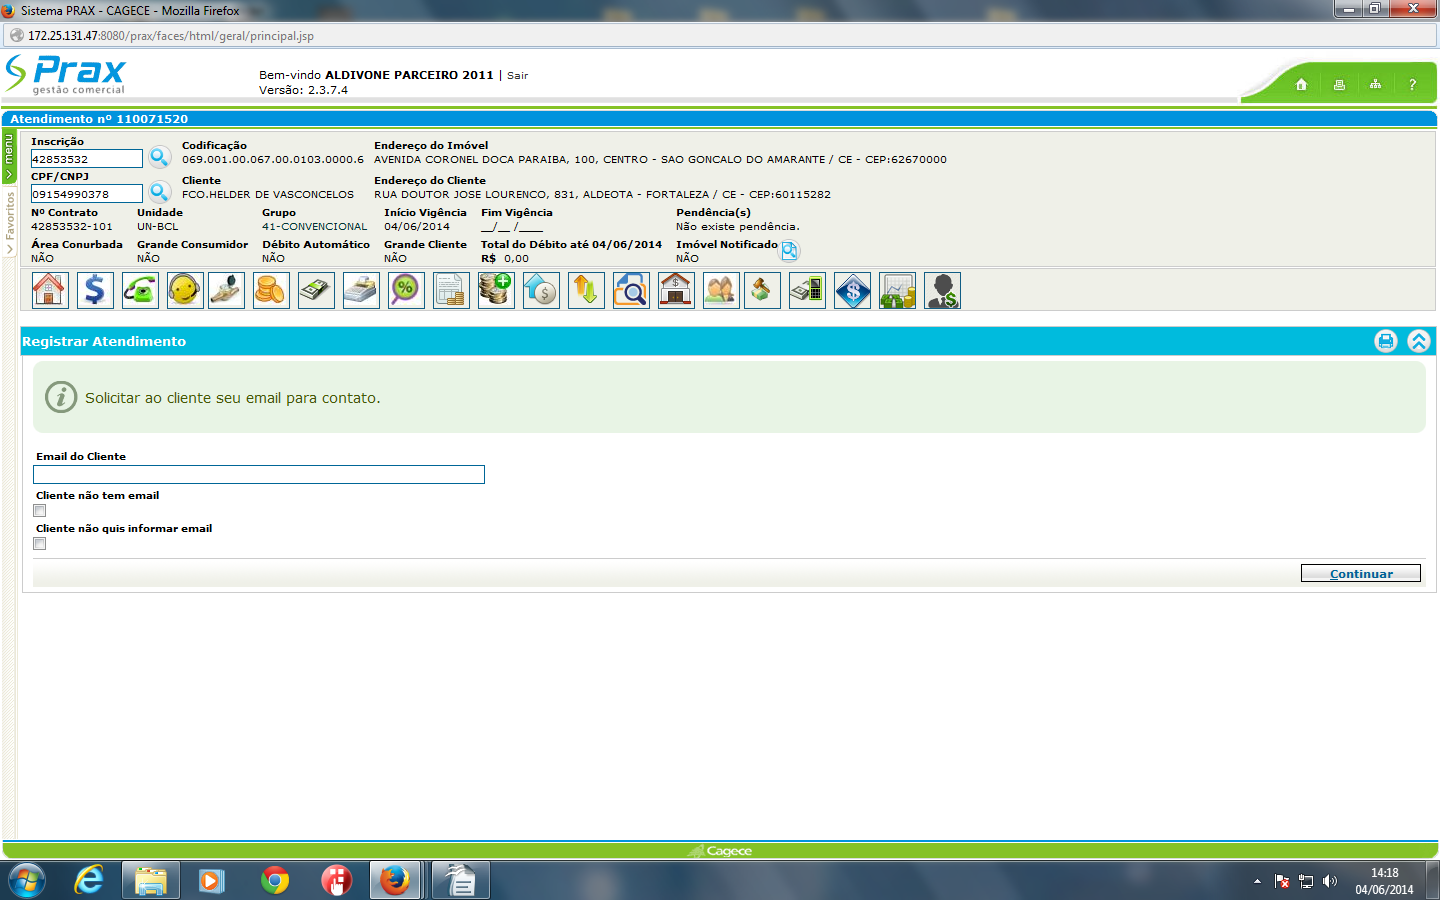 Sistema PRAX - CAGECE - Mozilla Firefox
172.25.131.47:8080/prax/faces/html/geral/principal.jsp
Prax
gestão comercial
Bem-vindo ALDIVONE PARCEIRO 2011 | Sair
Versão: 2.3.7.4
?
Atendimento nº 110071520
menu
Favoritos
Inscrição
42853532
Codificação
069.001.00.067.00.0103.0000.6
Endereço do Imóvel
AVENIDA CORONEL DOCA PARAIBA, 100, CENTRO - SAO GONCALO DO AMARANTE / CE - CEP:62670000
CPF/CNPJ
09154990378
Cliente
FCO.HELDER DE VASCONCELOS
Endereço do Cliente
RUA DOUTOR JOSE LOURENCO, 831, ALDEOTA - FORTALEZA / CE - CEP:60115282
Nº Contrato
42853532-101
Unidade
UN-BCL
Grupo
41-CONVENCIONAL
Início Vigência
04/06/2014
Fim Vigência
__/__ /____
Pendência(s)
Não existe pendência.
Área Conurbada
NÃO
Grande Consumidor
NÃO
Débito Automático
NÃO
Grande Cliente
NÃO
Total do Débito até 04/06/2014
R$ 0,00
Imóvel Notificado
NÃO
Registrar Atendimento
Solicitar ao cliente seu email para contato.
Email do Cliente
Cliente não tem email
Cliente não quis informar email
Continuar
Cagece
14:18
04/06/2014